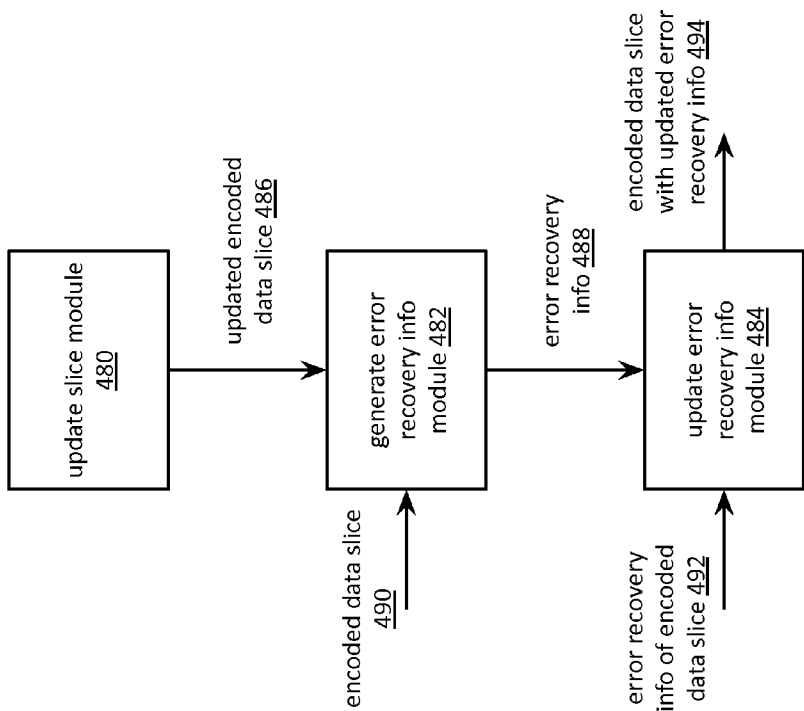 update slice module
480
updated encoded
data slice 486
encoded data slice
490
generate error
recovery info
module 482
error recovery
info 488
error recovery
info of encoded
data slice 492
update error
recovery info
module 484
encoded data slice
with updated error
recovery info 494